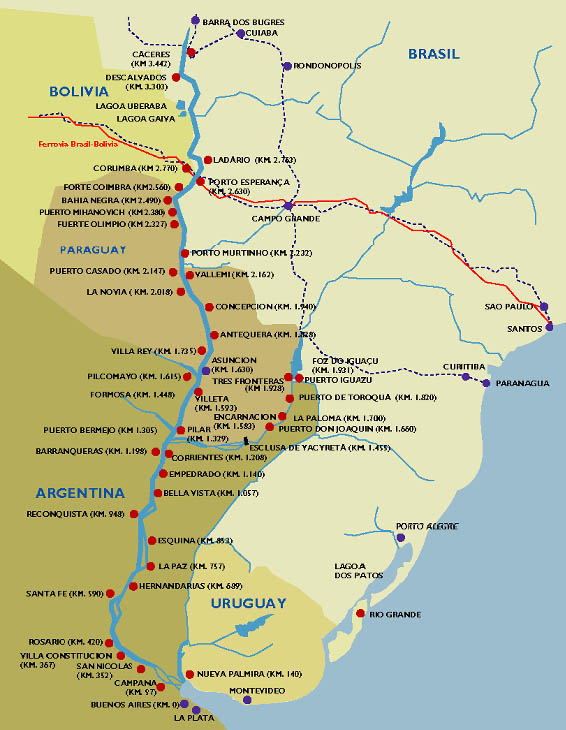 BARRA DOS BUGRES
CUIABA
CÁCERES
(KM 3.442)
BRASIL
RONDONOPOLIS
DESCALVADOS
(KM. 3.303)
BOLIVIA
LAGOA UBERABA
LAGOA GAIVA
Ferrovia Brasil-Bolivia
LADÁRIO (KM. 2.763)
CORUMBA (KM 2.770)
PORTO ESPERANÇA
(KM. 2.630)
FORTE COIMBRA (KM2.560)
BAHIA NEGRA (KM 2.490)
PUERTO MIHANOVICH (KM 2.380)
FUERTE OLIMPIO (KM 2.327)
CAMPO GRANDE
PARAGUAY
PORTO MURTINHO (KM. 2.232)
PUERTO CASADO (KM. 2.147)
VALLEMI (KM. 2.162)
LA NOVIA (KM. 2.018)
CONCEPCION (KM. 1.940)
SAO PAULO
SANTOS
ANTEQUERA (KM. 1.828)
VILLA REY (KM. 1.735)
ASUNCION
(KM. 1.630)
FOZ DO IGUAÇU
(KM. 1.931)
CURITIBA
PILCOMAYO (KM. 1.615)
TRES FRONTERAS
(KM. 1.928)
PUERTO IGUAZU
PARANAGUA
FORMOSA (KM. 1.448)
VILLETA
(KM. 1.593)
PUERTO DE TOROQUÁ (KM. 1.820)
ENCARNACION
(KM. 1.583)
LA PALOMA (KM. 1.700)
PUERTO DON JOAQUIN (KM. 1.660)
PUERTO BERMEJO (KM. 1.305)
PILAR
(KM. 1.329)
ESCLUSA DE YACYRETÁ (KM. 1.455)
BARRANQUERAS (KM. 1.198)
CORRIENTES (KM. 1.208)
EMPEDRADO (KM. 1.140)
ARGENTINA
BELLA VISTA (KM. 1.057)
RECONQUISTA (KM. 948)
PORTO ALEGRE
ESQUINA (KM. 853)
LA PAZ (KM. 757)
LAGOA
DOS PATOS
HERNANDARIAS (KM. 689)
SANTA FE (KM. 590)
URUGUAY
RIO GRANDE
ROSARIO (KM. 420)
VILLA CONSTITUCION
(KM. 367)
SAN NICOLAS
(KM. 352)
NUEVA PALMIRA (KM. 140)
CAMPANA
(KM. 97)
MONTEVIDEO
BUENOS AIRES (KM. 0)
LA PLATA